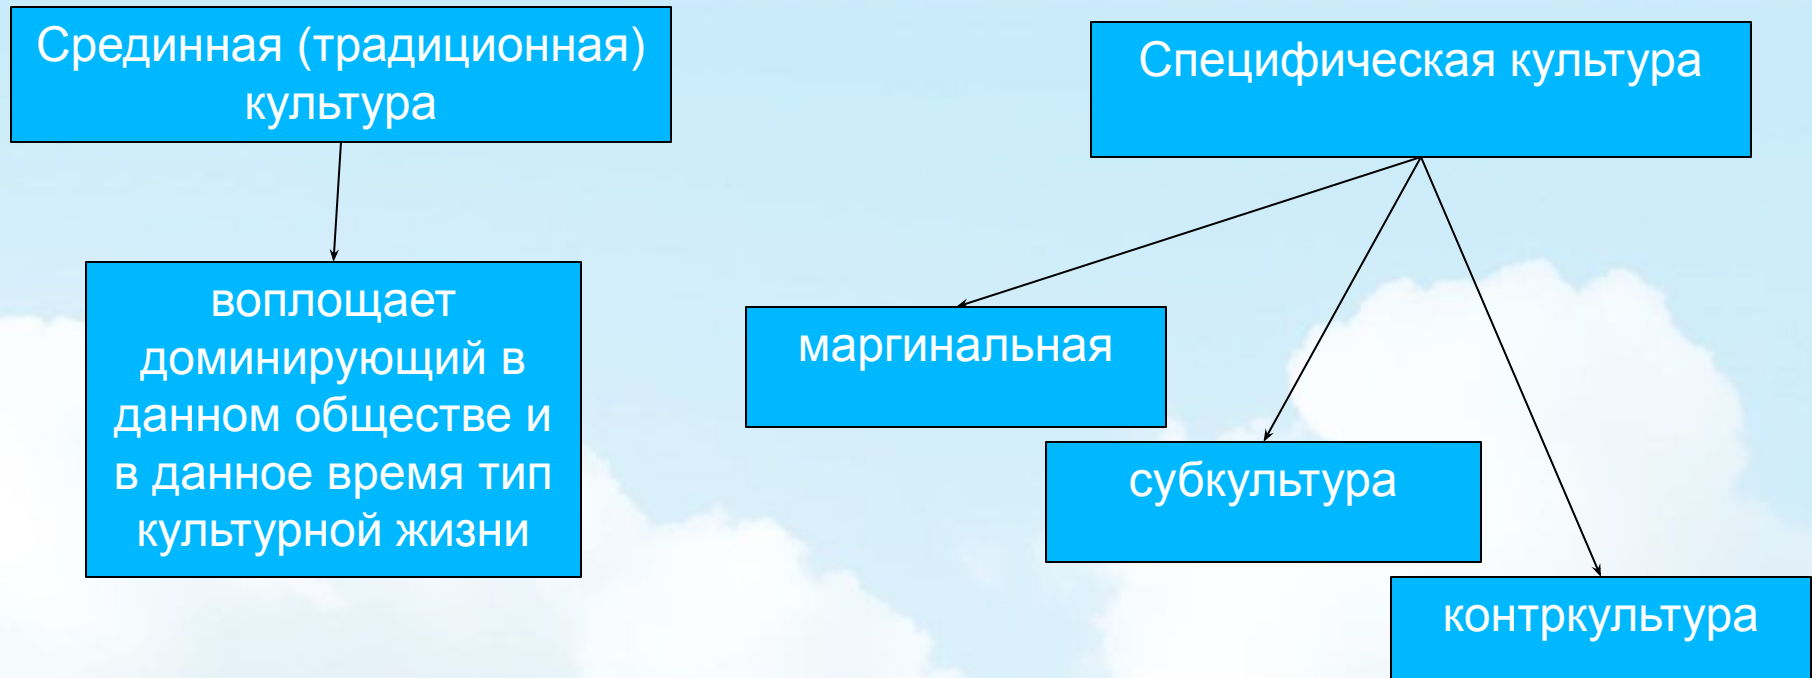 Срединная (традиционная)
культура
Специфическая культура
воплощает
доминирующий в
данном обществе и
в данное время тип
культурной жизни
маргинальная
субкультура
контркультура